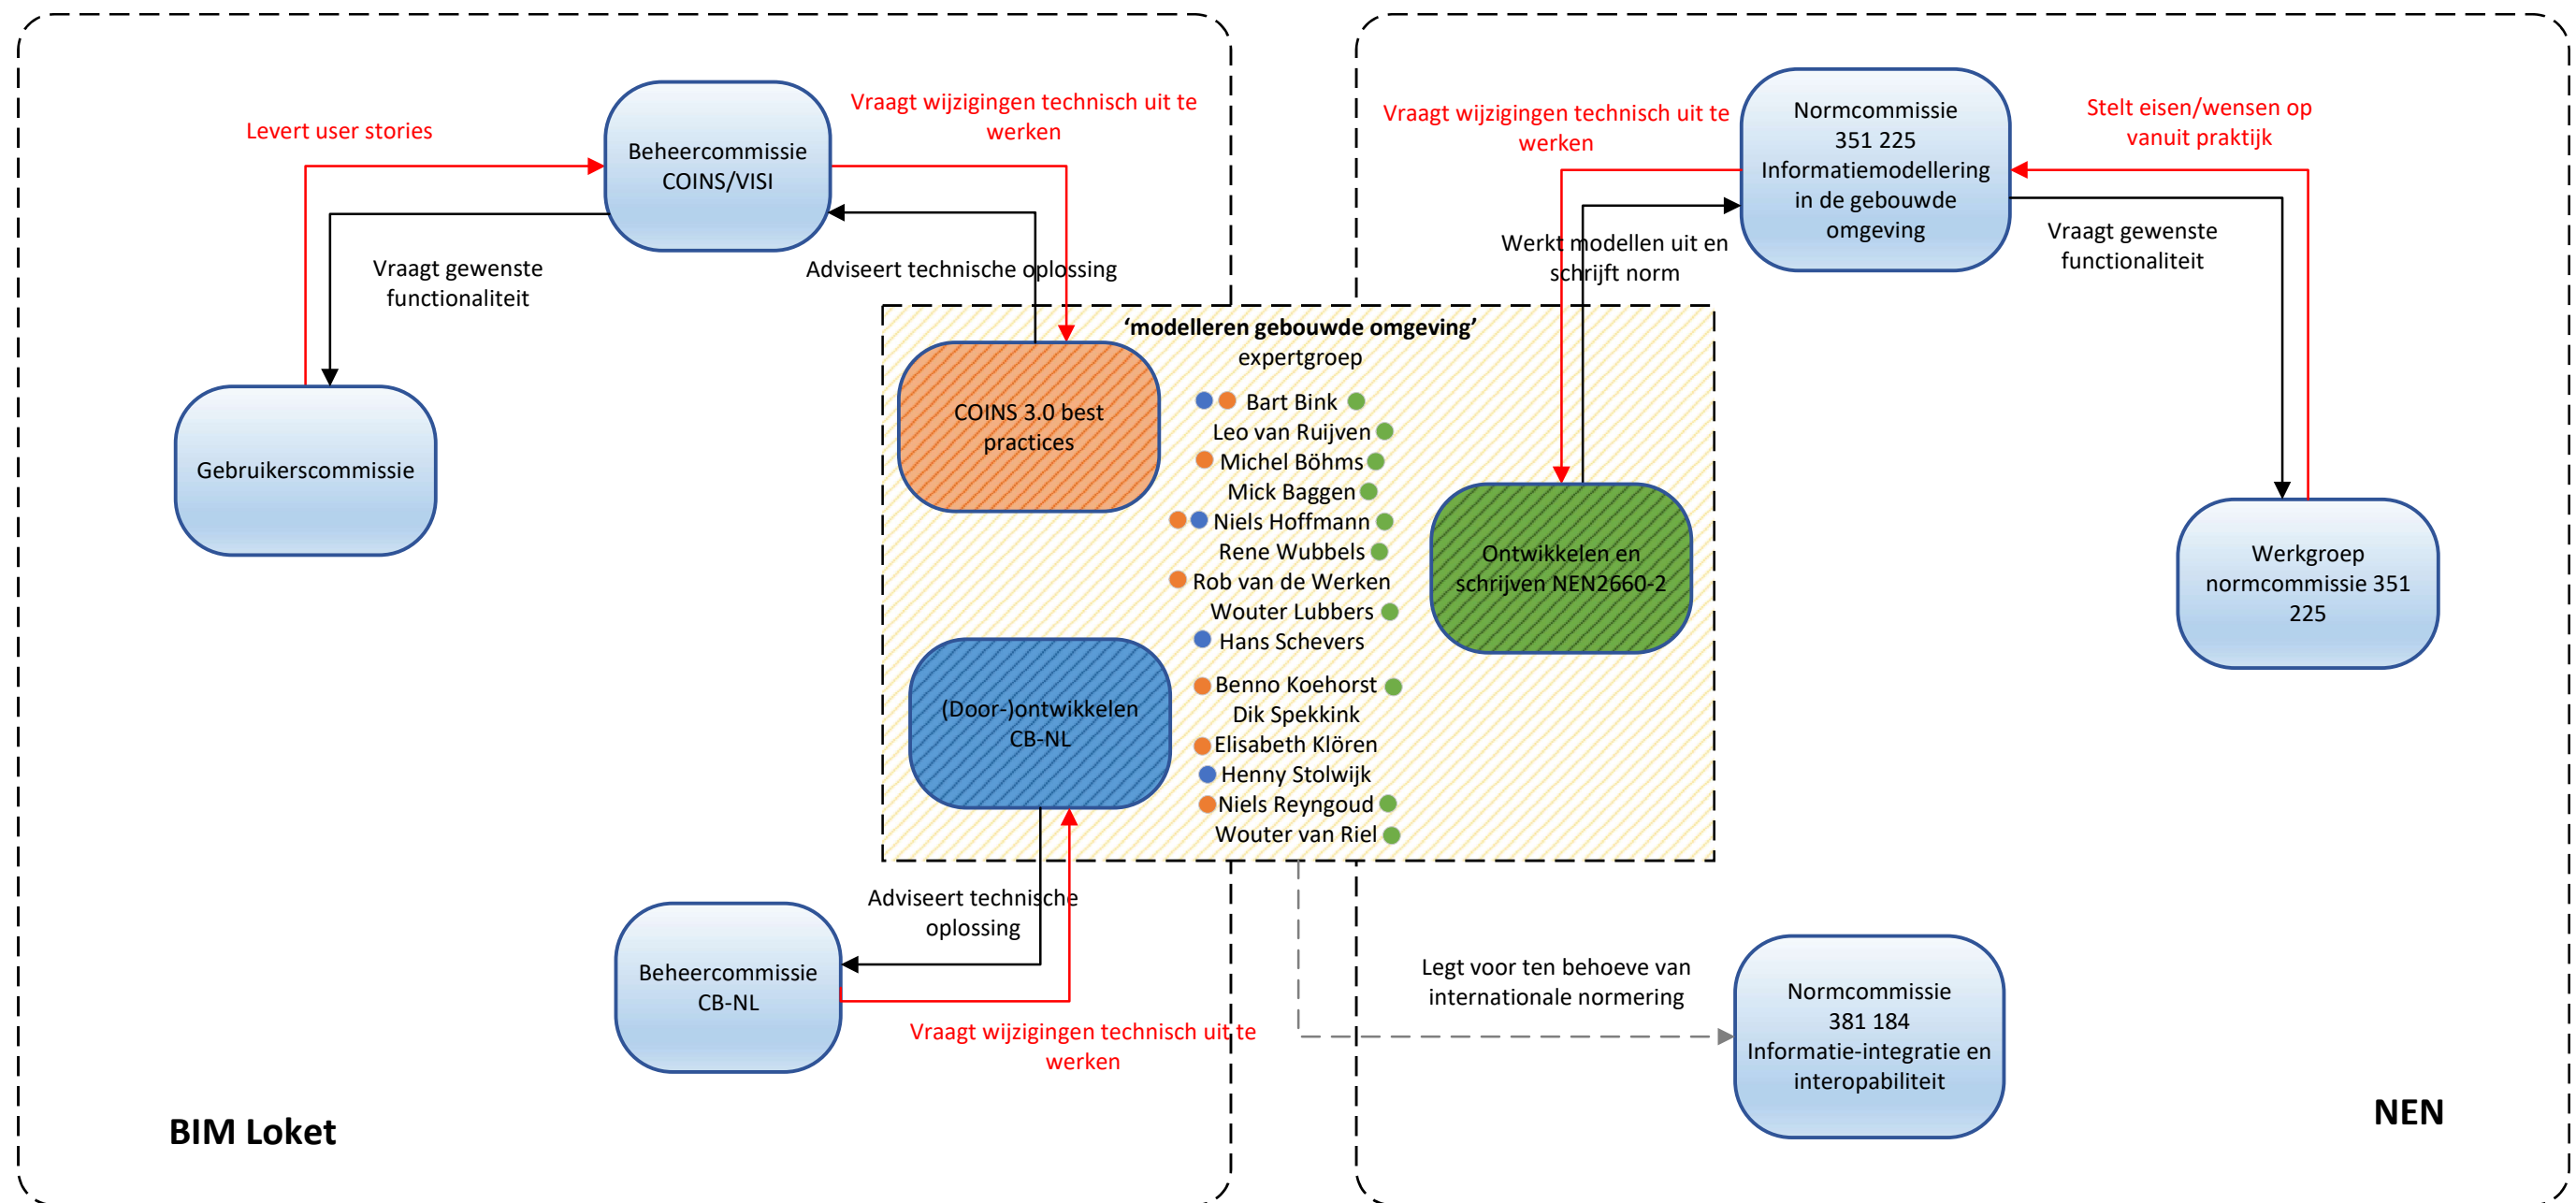 Levert user stories
Beheercommissie
COINS/VISI
Vraagt wijzigingen technisch uit te
werken
Vraagt gewenste
functionaliteit
Adviseert technische oplossing
Gebruikerscommissie
Vraagt wijzigingen technisch uit te
werken
Normcommissie
351 225
Informatiemodellering
in de gebouwde
omgeving
Stelt eisen/wensen op
vanuit praktijk
Werkt modellen uit en
schrijft norm
Vraagt gewenste
functionaliteit
Werkgroep
normcommissie 351
225
‘modelleren gebouwde omgeving’
expertgroep
COINS 3.0 best
practices
Bart Bink
Leo van Ruijven
Michel Böhms
Mick Baggen
Niels Hoffmann
Rene Wubbels
Rob van de Werken
Wouter Lubbers
Hans Schevers
Benno Koehorst
Dik Spekkink
Elisabeth Klören
Henny Stolwijk
Niels Reyngoud
Wouter van Riel
Ontwikkelen en
schrijven NEN2660-2
(Door-)ontwikkelen
CB-NL
Adviseert technische
oplossing
Beheercommissie
CB-NL
Vraagt wijzigingen technisch uit te
werken
Legt voor ten behoeve van
internationale normering
Normcommissie
381 184
Informatie-integratie en
interopabiliteit
BIM Loket
NEN